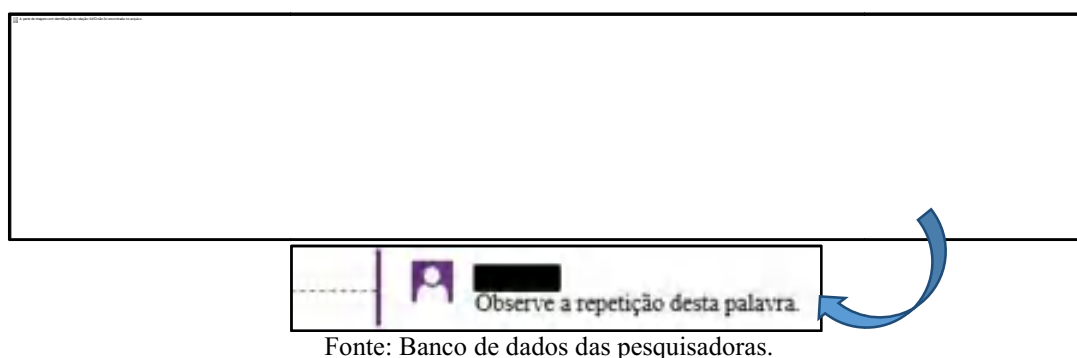 Observe a repetição desta palavra.
Fonte: Banco de dados das pesquisadoras.